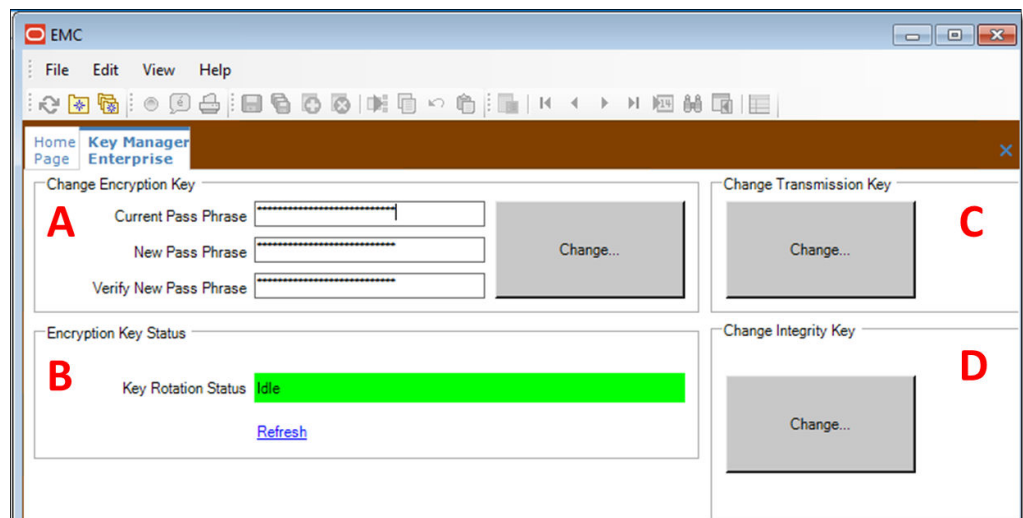 EMC
File Edit View Help
Home Page
Key Manager Enterprise
Change Encryption Key
A
Current Pass Phrase ****************************
New Pass Phrase ****************************
Verify New Pass Phrase ****************************
Change...
Change Transmission Key
C
Change...
Encryption Key Status
B
Key Rotation Status Idle
Refresh
Change Integrity Key
D
Change...